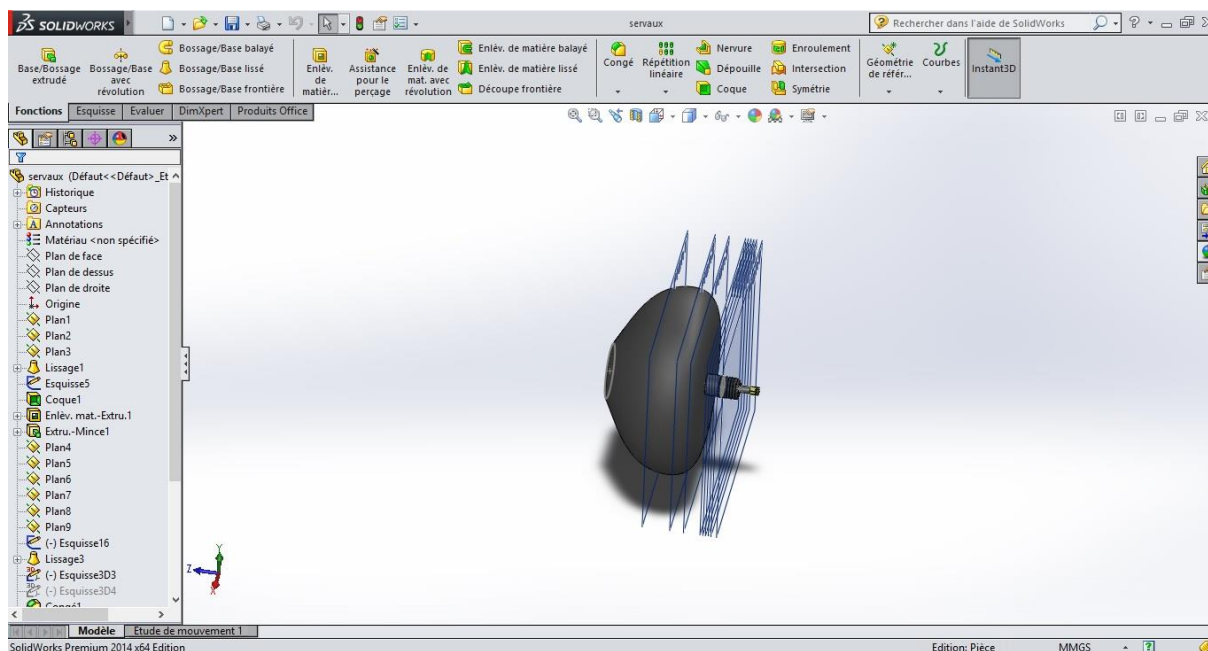 SOLIDWORKS
servaux
Rechercher dans l'aide de SolidWorks
Base/Bossage extrudé
Bossage/Base avec révolution
Bossage/Base balayé
Bossage/Base lissé
Bossage/Base frontière
Enlèv. de matièr...
Assistance pour le perçage
Enlèv. de mat. avec révolution
Enlèv. de matière balayé
Enlèv. de matière lissé
Découpe frontière
Congé
Répétition linéaire
Nervure
Dépouille
Coque
Enroulement
Intersection
Symétrie
Géométrie de référ...
Courbes
Instant3D
Fonctions Esquisse Evaluer DimXpert Produits Office
servaux (Défaut<<Défaut>_Et
Historique
Capteurs
Annotations
Matériau <non spécifié>
Plan de face
Plan de dessus
Plan de droite
Origine
Plan1
Plan2
Plan3
Lissage1
Esquisse5
Coque1
Enlèv. mat.-Extru.1
Extru.-Mince1
Plan4
Plan5
Plan6
Plan7
Plan8
Plan9
(-) Esquisse16
Lissage3
(-) Esquisse3D3
(-) Esquisse3D4
Congé1
Y
Z
X
Modèle Etude de mouvement 1
SolidWorks Premium 2014 x64 Edition
Edition: Pièce
MMGS